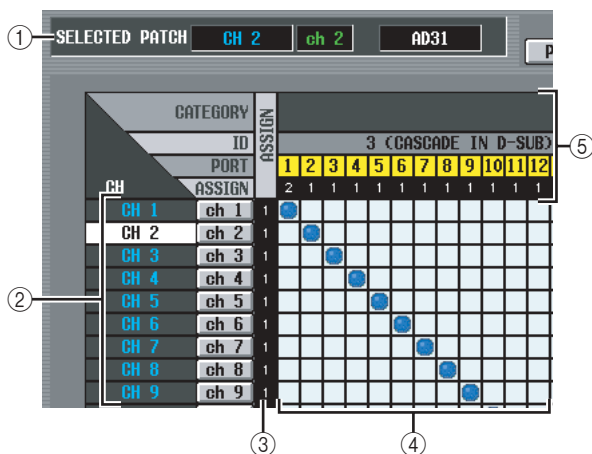 ① SELECTED PATCH CH 2 ch 2 AD31
P
CATEGORY
ASSIGN
ID 3 (CASCADE IN D-SUB)
PORT 1 2 3 4 5 6 7 8 9 10 11 12
CH ASSIGN 2 1 1 1 1 1 1 1 1 1 1 1
⑤
CH 1 ch 1 1
CH 2 ch 2 1
CH 3 ch 3 1
CH 4 ch 4 1
② CH 5 ch 5 1
CH 6 ch 6 1
CH 7 ch 7 1
CH 8 ch 8 1
CH 9 ch 9 1
③ ④